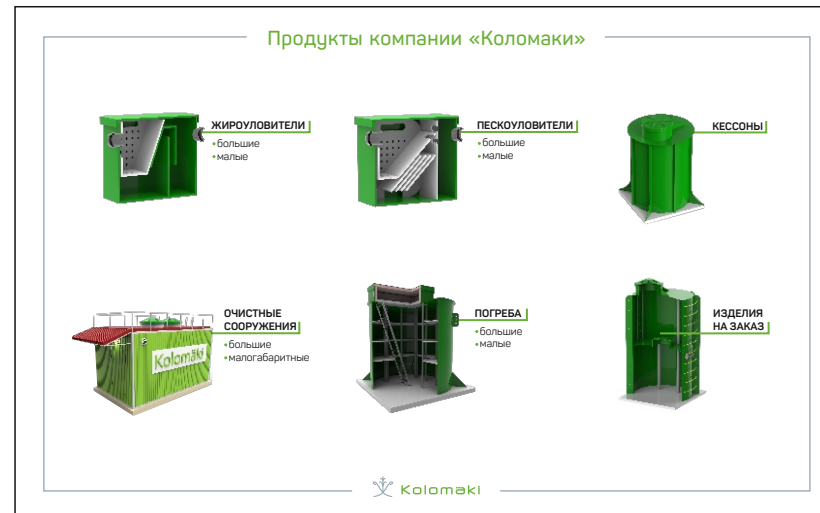 Продукты компании «Коломаки»
ЖИРОУЛОВИТЕЛИ
•большие
•малые
ПЕСКОУЛОВИТЕЛИ
•большие
•малые
КЕССОНЫ
ОЧИСТНЫЕ
СООРУЖЕНИЯ
•большие
•малогабаритные
Kolomäki
ПОГРЕБА
•большие
•малые
ИЗДЕЛИЯ
НА ЗАКАЗ
Kolomaki